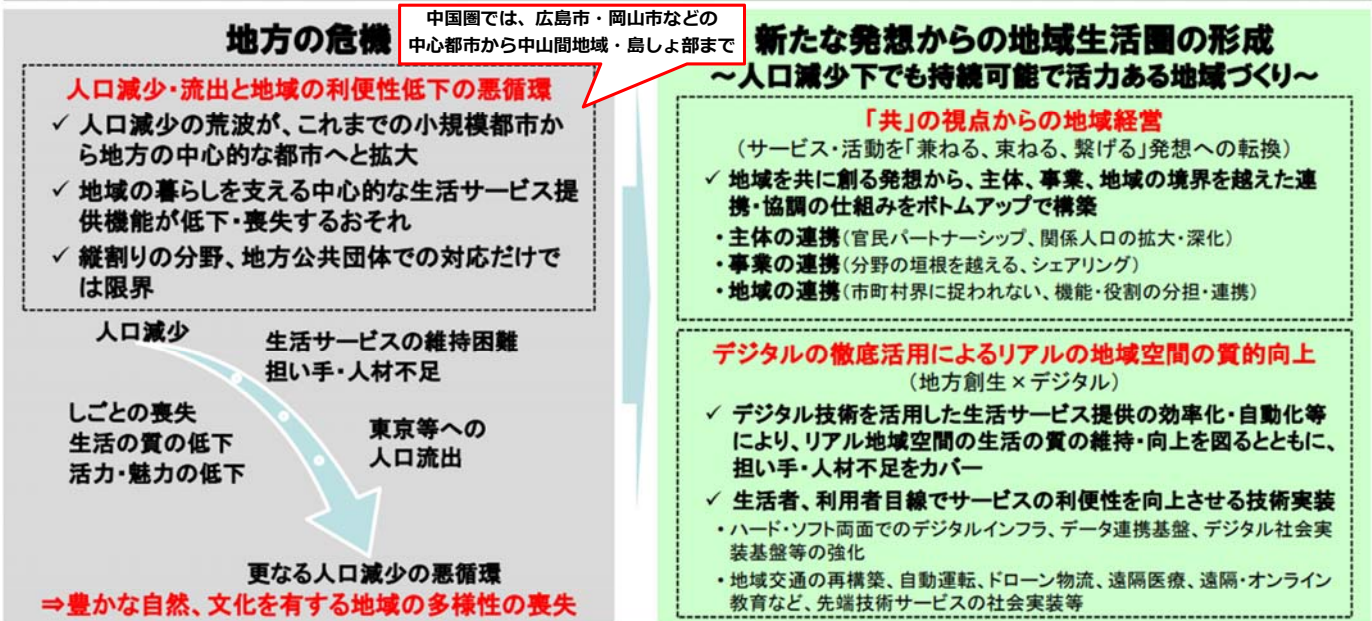 地方の危機
中国圏では、広島市・岡山市などの
中心都市から中山間地域・島しょ部まで
人口減少・流出と地域の利便性低下の悪循環
✓ 人口減少の荒波が、これまでの小規模都市か
ら地方の中心的な都市へと拡大
✓ 地域の暮らしを支える中心的な生活サービス提
供機能が低下・喪失するおそれ
✓ 縦割りの分野、地方公共団体での対応だけで
は限界
人口減少
生活サービスの維持困難
担い手・人材不足
しごとの喪失
生活の質の低下
活力・魅力の低下
東京等への
人口流出
更なる人口減少の悪循環
⇒豊かな自然、文化を有する地域の多様性の喪失
新たな発想からの地域生活圏の形成
～人口減少下でも持続可能で活力ある地域づくり～
「共」の視点からの地域経営
（サービス・活動を「兼ねる、束ねる、繋げる」発想への転換）
✓ 地域を共に創る発想から、主体、事業、地域の境界を越えた連
携・協調の仕組みをボトムアップで構築
・主体の連携（官民パートナーシップ、関係人口の拡大・深化）
・事業の連携（分野の垣根を越える、シェアリング）
・地域の連携（市町村界に捉われない、機能・役割の分担・連携）
デジタルの徹底活用によるリアルの地域空間の質的向上
（地方創生×デジタル）
✓ デジタル技術を活用した生活サービス提供の効率化・自動化等
により、リアル地域空間の生活の質の維持・向上を図るとともに、
担い手・人材不足をカバー
✓ 生活者、利用者目線でサービスの利便性を向上させる技術実装
・ハード・ソフト両面でのデジタルインフラ、データ連携基盤、デジタル社会実
装基盤等の強化
・地域交通の再構築、自動運転、ドローン物流、遠隔医療、遠隔・オンライン
教育など、先端技術サービスの社会実装等